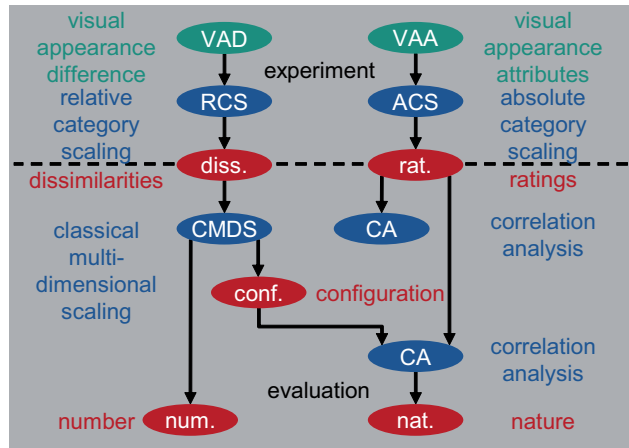 visual
appearance
difference
VAD
VAA
visual
appearance
attributes
experiment
relative
category
scaling
RCS
ACS
absolute
category
scaling
dissimilarities
diss.
rat.
ratings
classical
multi-
dimensional
scaling
CMDS
CA
correlation
analysis
conf.
configuration
CA
correlation
analysis
evaluation
number
num.
nat.
nature